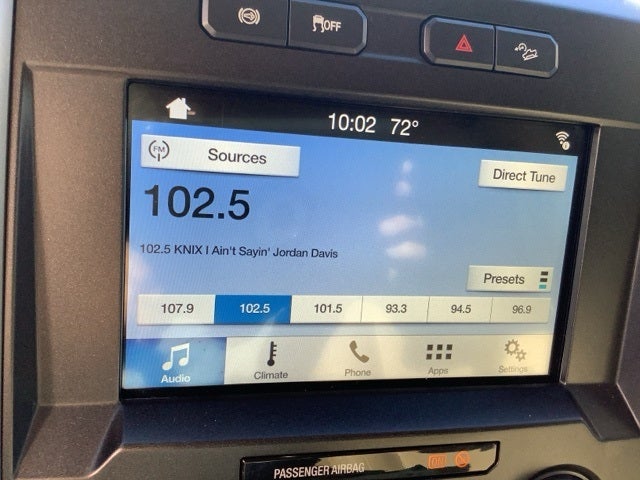 OFF
10:02 72°
FM Sources
Direct Tune
102.5
102.5 KNIX | Ain't Sayin' Jordan Davis
Presets
107.9 102.5 101.5 93.3 94.5 96.9
Audio Climate Phone Apps Settings
PASSENGER AIRBAG